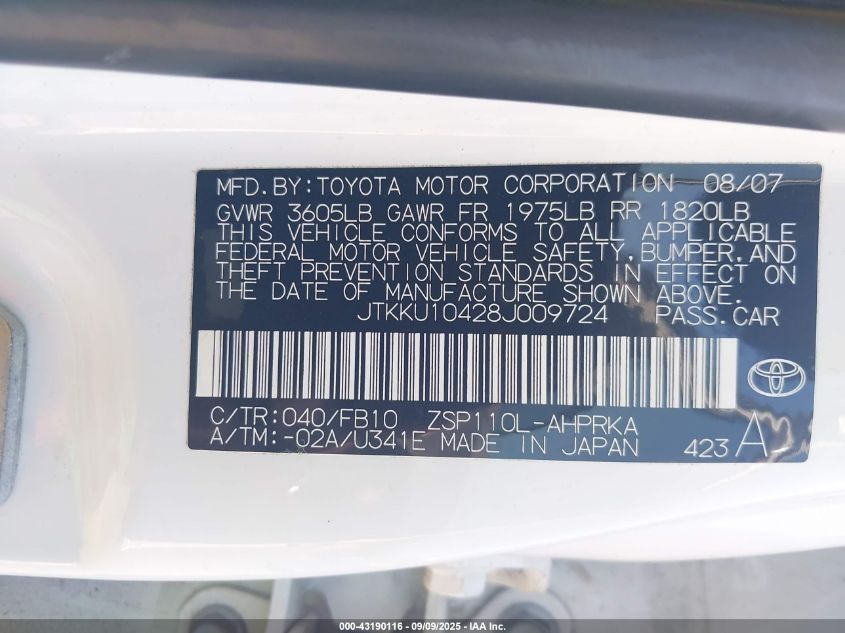 MFD.BY:TOYOTA MOTOR CORPORATION 08/07
GVWR 3605LB GAWR FR 1975LB RR 1820LB
THIS VEHICLE CONFORMS TO ALL APPLICABLE
FEDERAL MOTOR VEHICLE SAFETY,BUMPER,AND
THEFT PREVENTION STANDARDS IN EFFECT ON
THE DATE OF MANUFACTURE SHOWN ABOVE.
JTKKU10428J009724 PASS.CAR
C/TR:040/FB10 ZSP110L-AHPRKA
A/TM:-02A/U341E MADE IN JAPAN 423 A-
000-43190116 - 09/09/2025 - IAA Inc.